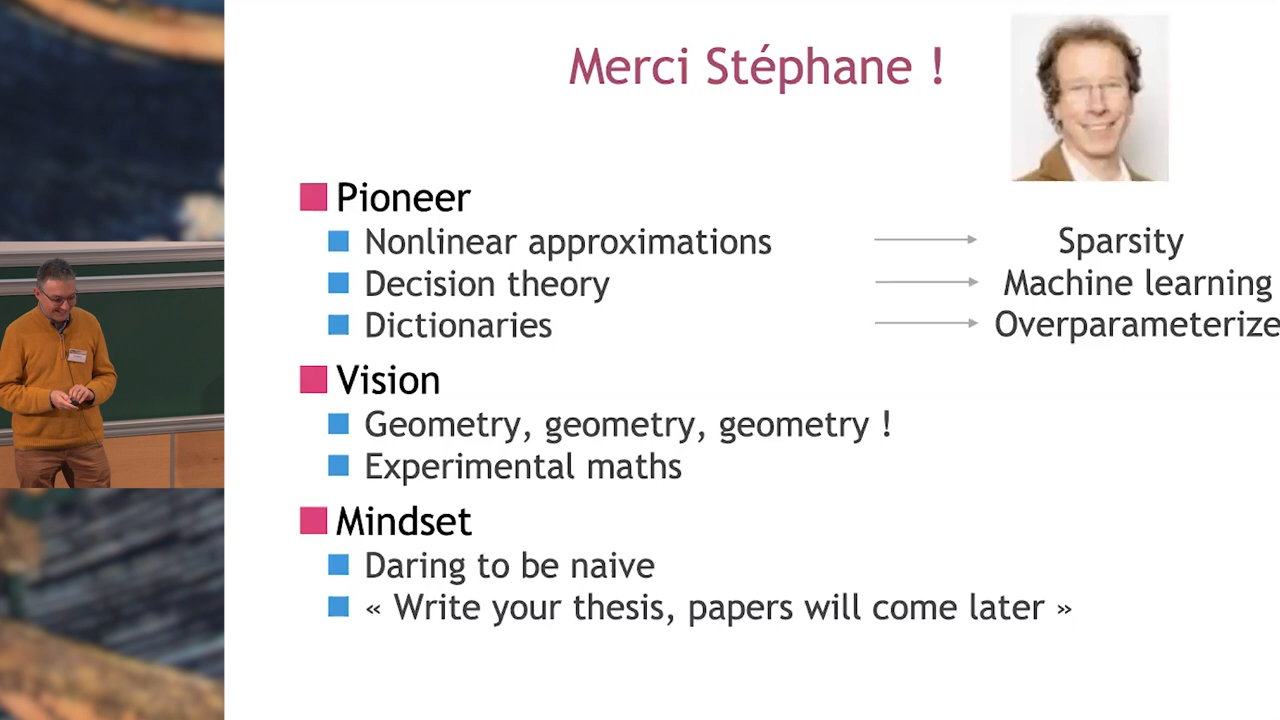 Merci Stéphane !
Pioneer
Nonlinear approximations Sparsity
Decision theory Machine learning
Dictionaries Overparameterize
Vision
Geometry, geometry, geometry !
Experimental maths
Mindset
Daring to be naive
« Write your thesis, papers will come later »